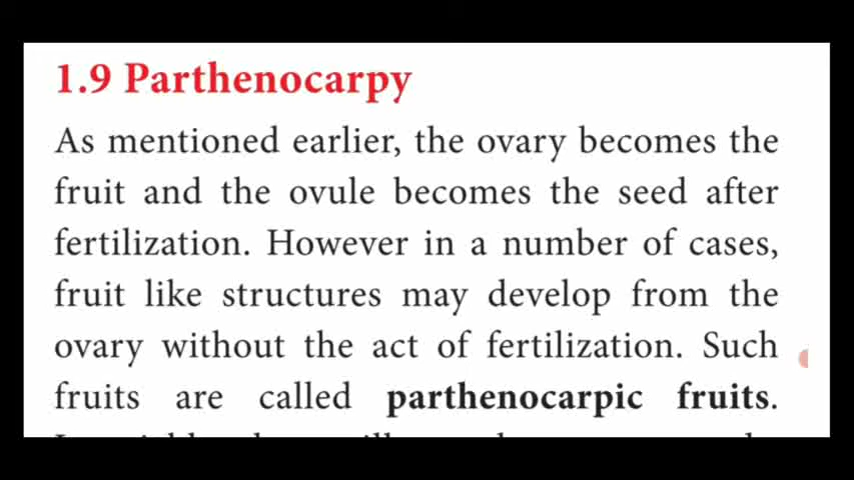 1.9 Parthenocarpy
As mentioned earlier, the ovary becomes the
fruit and the ovule becomes the seed after
fertilization. However in a number of cases,
fruit like structures may develop from the
ovary without the act of fertilization. Such
fruits are called parthenocarpic fruits.